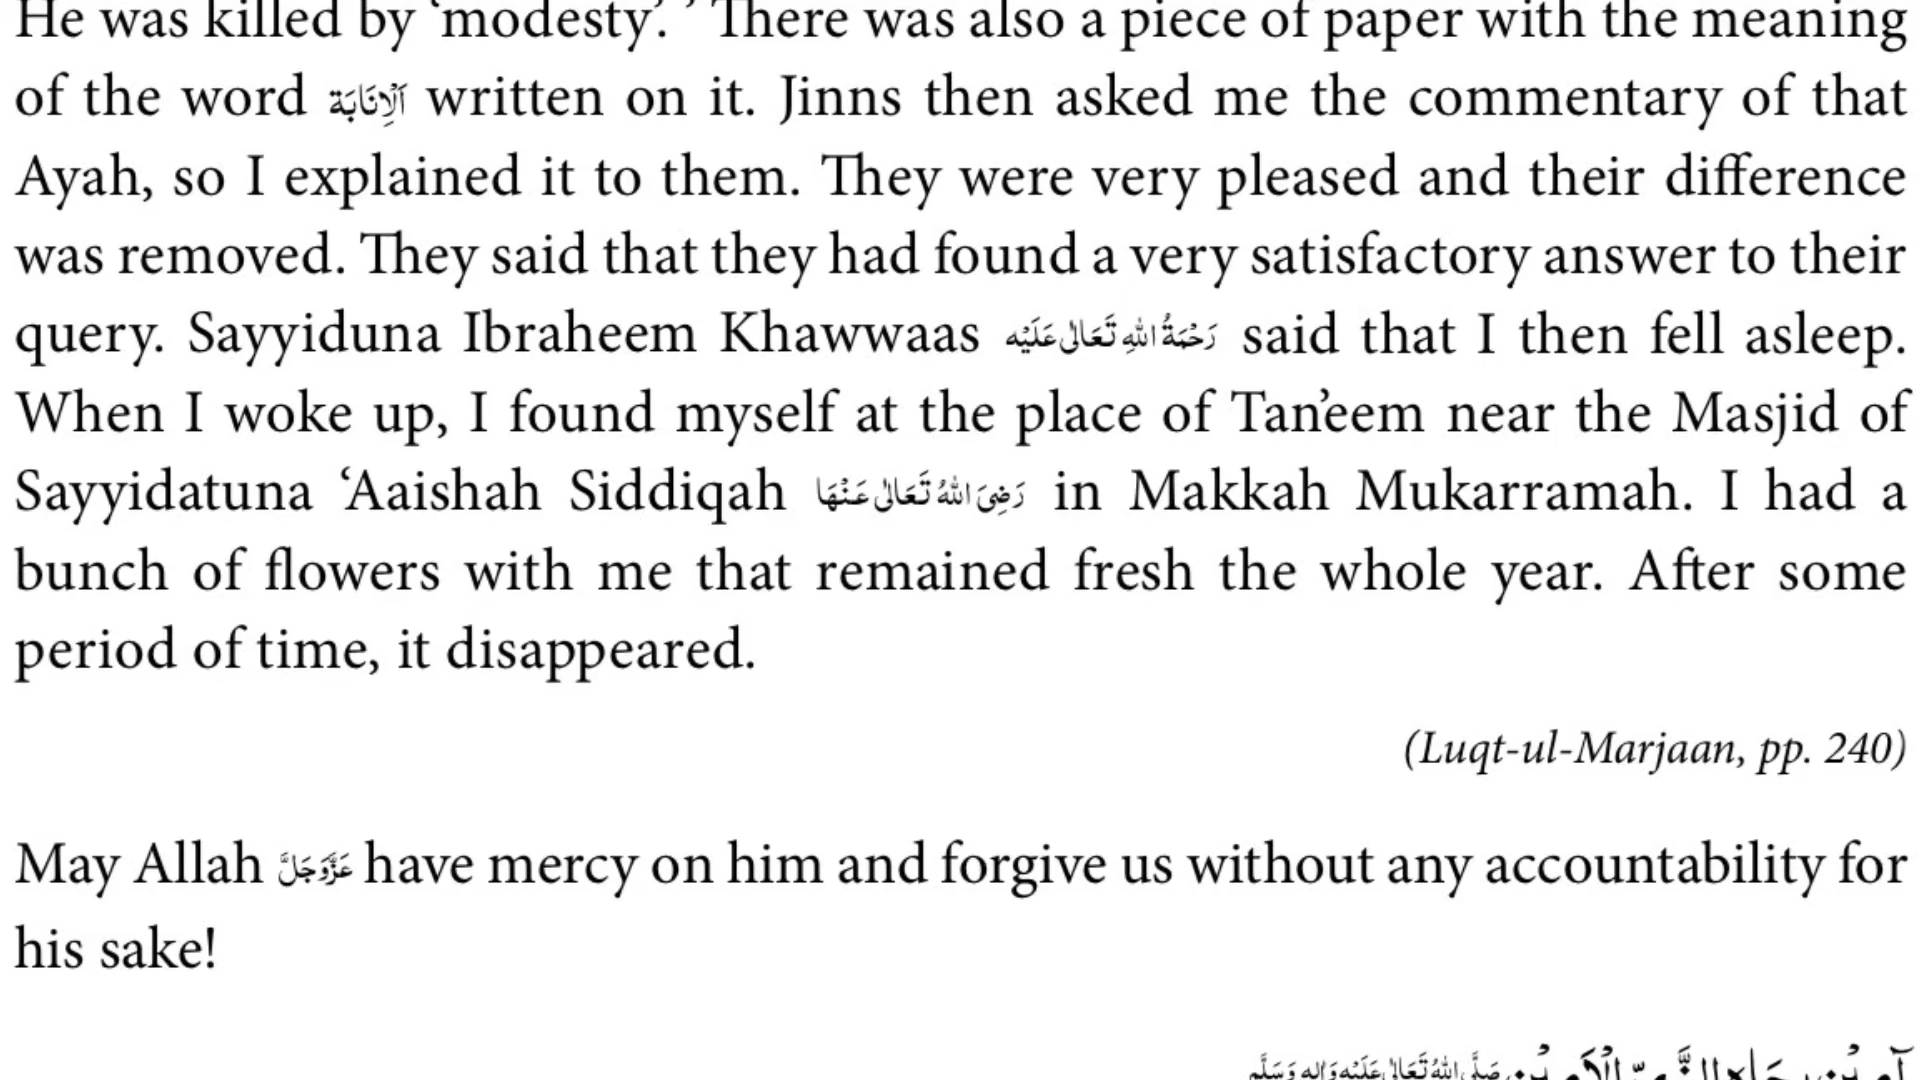 He was killed by ‘modesty’. ’ There was also a piece of paper with the meaning
of the word اَلْاِنَابَة written on it. Jinns then asked me the commentary of that
Ayah, so I explained it to them. They were very pleased and their difference
was removed. They said that they had found a very satisfactory answer to their
query. Sayyiduna Ibraheem Khawwaas رَحْمَةُ اللهِ تَعَالٰی عَلَيْه said that I then fell asleep.
When I woke up, I found myself at the place of Tan’eem near the Masjid of
Sayyidatuna ‘Aaishah Siddiqah رَضِیَ اللهُ تَعَالٰی عَنْهَا in Makkah Mukarramah. I had a
bunch of flowers with me that remained fresh the whole year. After some
period of time, it disappeared.
(Luqt-ul-Marjaan, pp. 240)
May Allah عَزَّوَجَلَّ have mercy on him and forgive us without any accountability for
his sake!
اٰمِيْن بِجَاهِ النَّبِيِّ الْاَمِيْن صَلَّی اللهُ تَعَالٰی عَلَيْهِ وَاٰلِهٖ وَسَلَّم